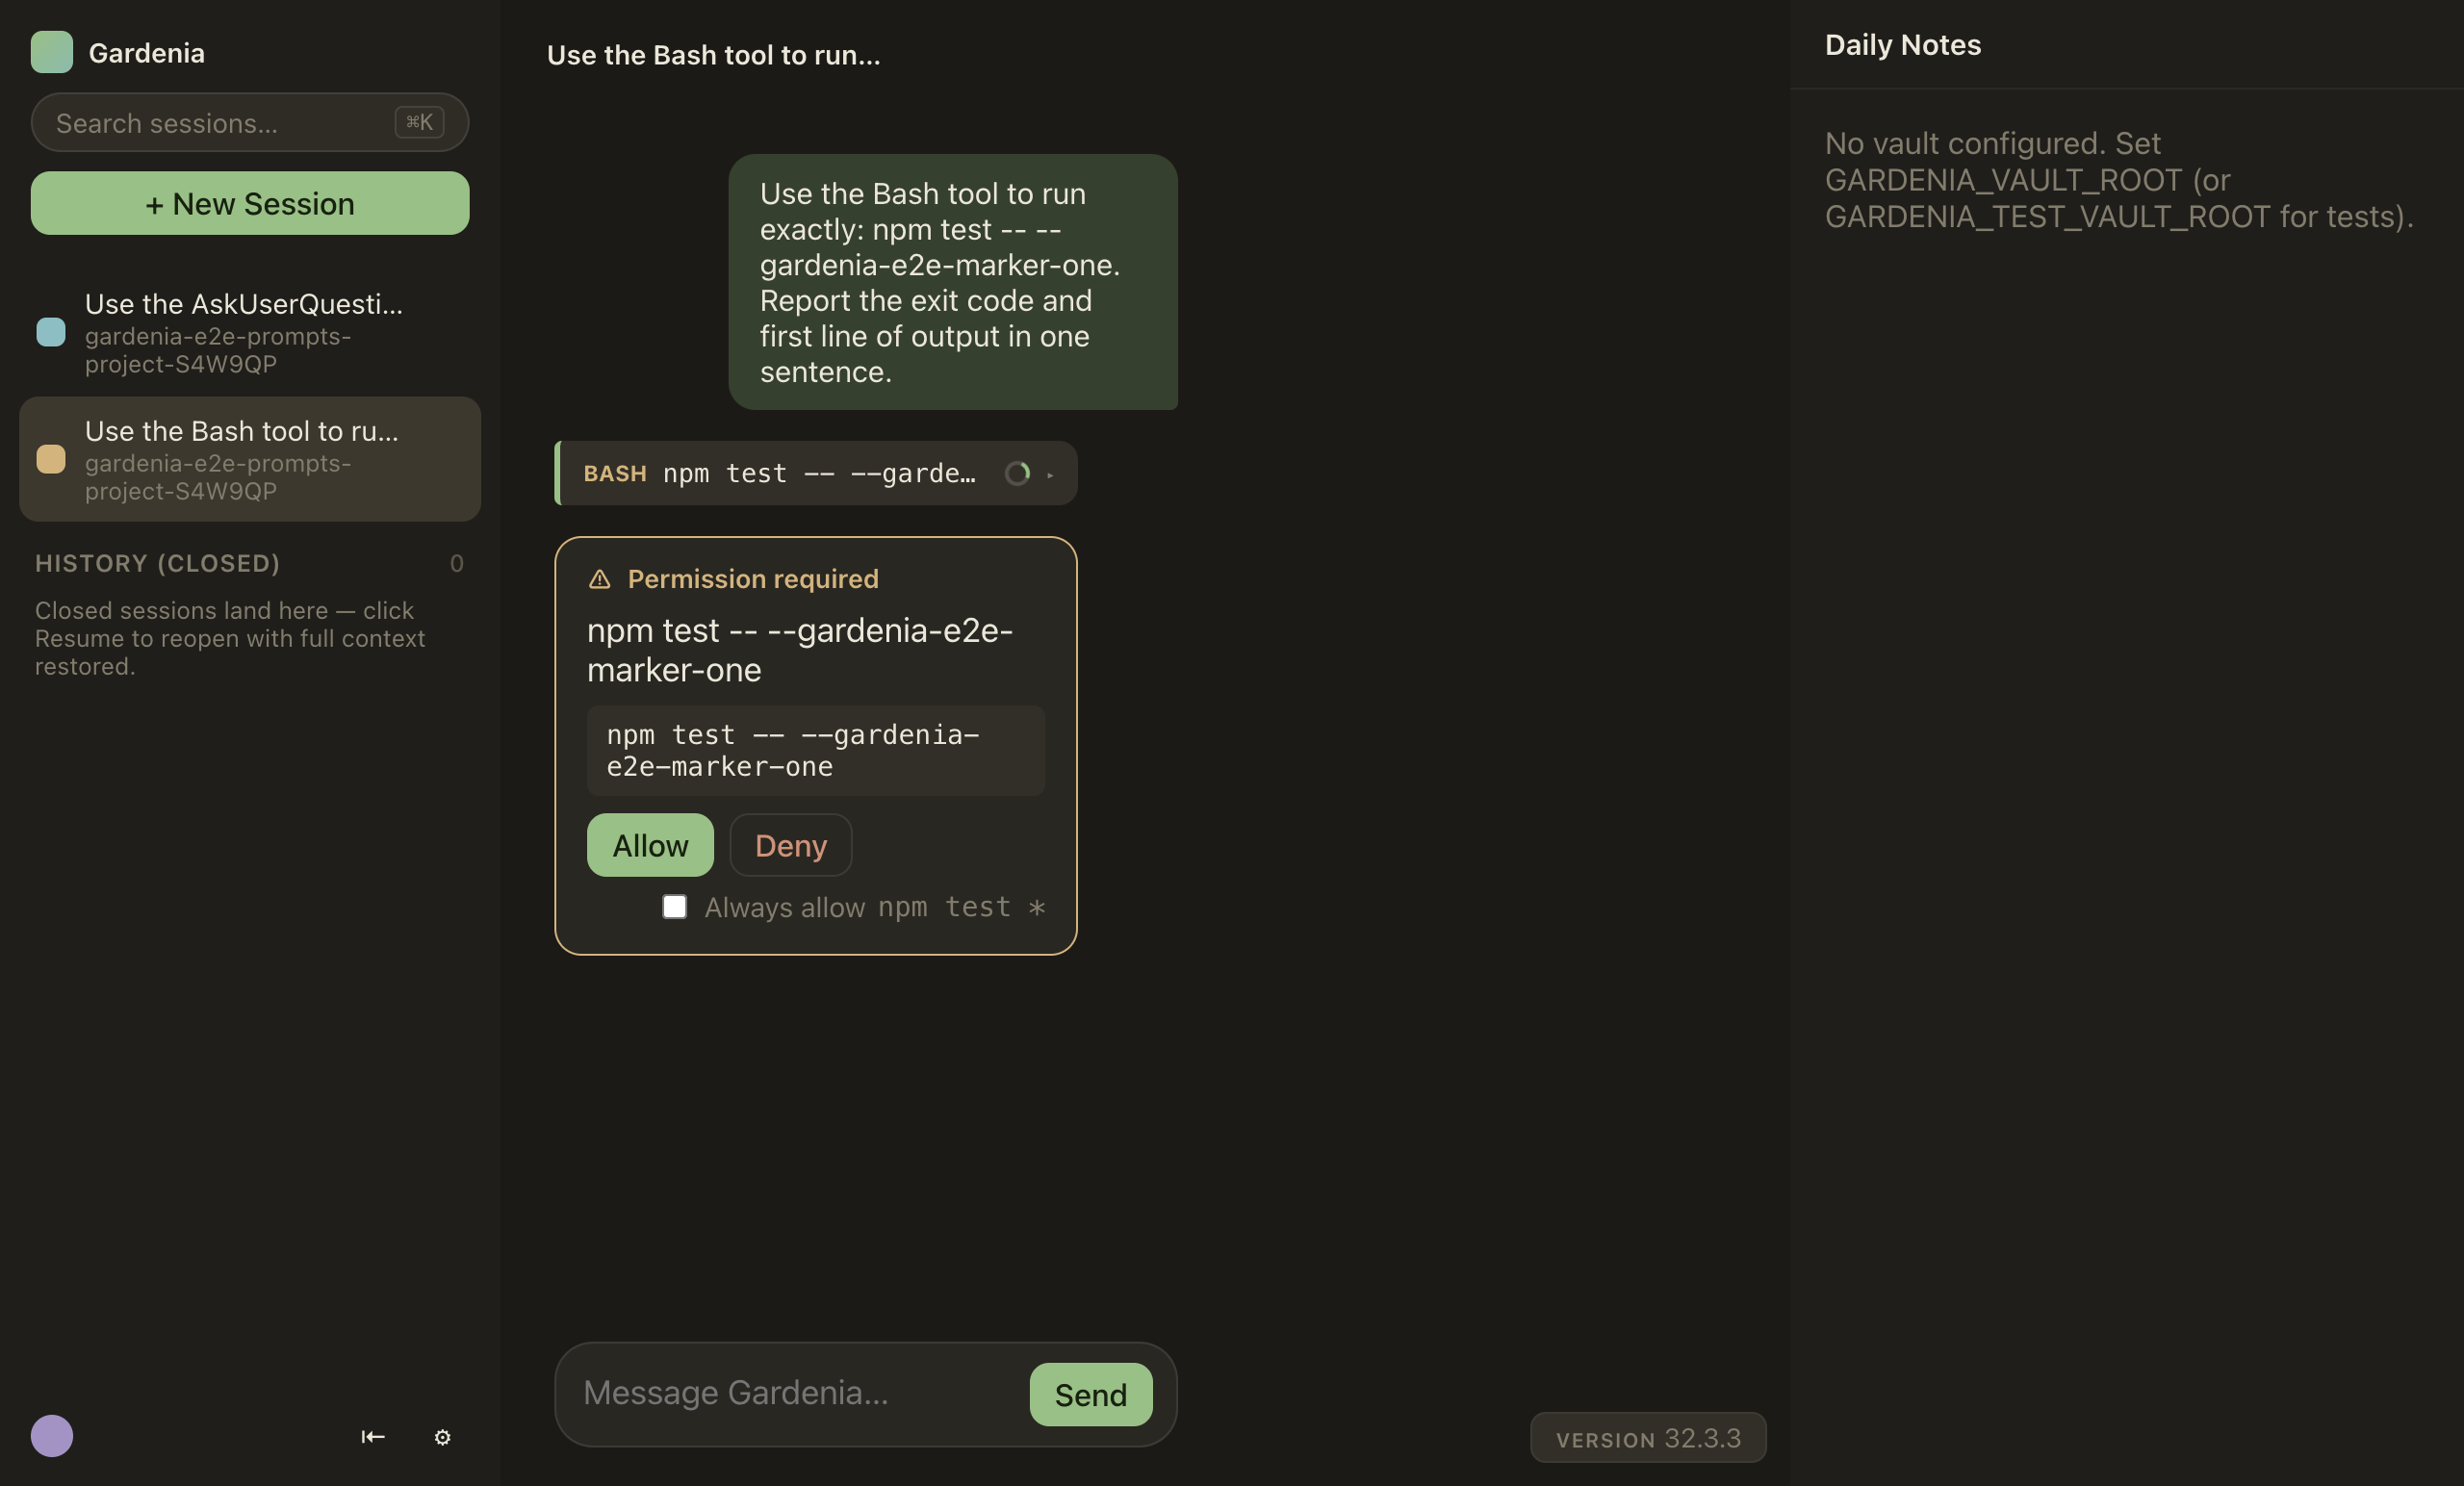 Gardenia
Search sessions... ⌘K
+ New Session
Use the AskUserQuesti...
gardenia-e2e-prompts-
project-S4W9QP
Use the Bash tool to ru...
gardenia-e2e-prompts-
project-S4W9QP
HISTORY (CLOSED) 0
Closed sessions land here — click
Resume to reopen with full context
restored.
Use the Bash tool to run...
Use the Bash tool to run
exactly: npm test -- --
gardenia-e2e-marker-one.
Report the exit code and
first line of output in one
sentence.
BASH npm test -- --garde…
Permission required
npm test -- --gardenia-e2e-
marker-one
npm test -- --gardenia-
e2e-marker-one
Allow Deny
Always allow npm test *
Message Gardenia...
Send
VERSION 32.3.3
Daily Notes
No vault configured. Set
GARDENIA_VAULT_ROOT (or
GARDENIA_TEST_VAULT_ROOT for tests).